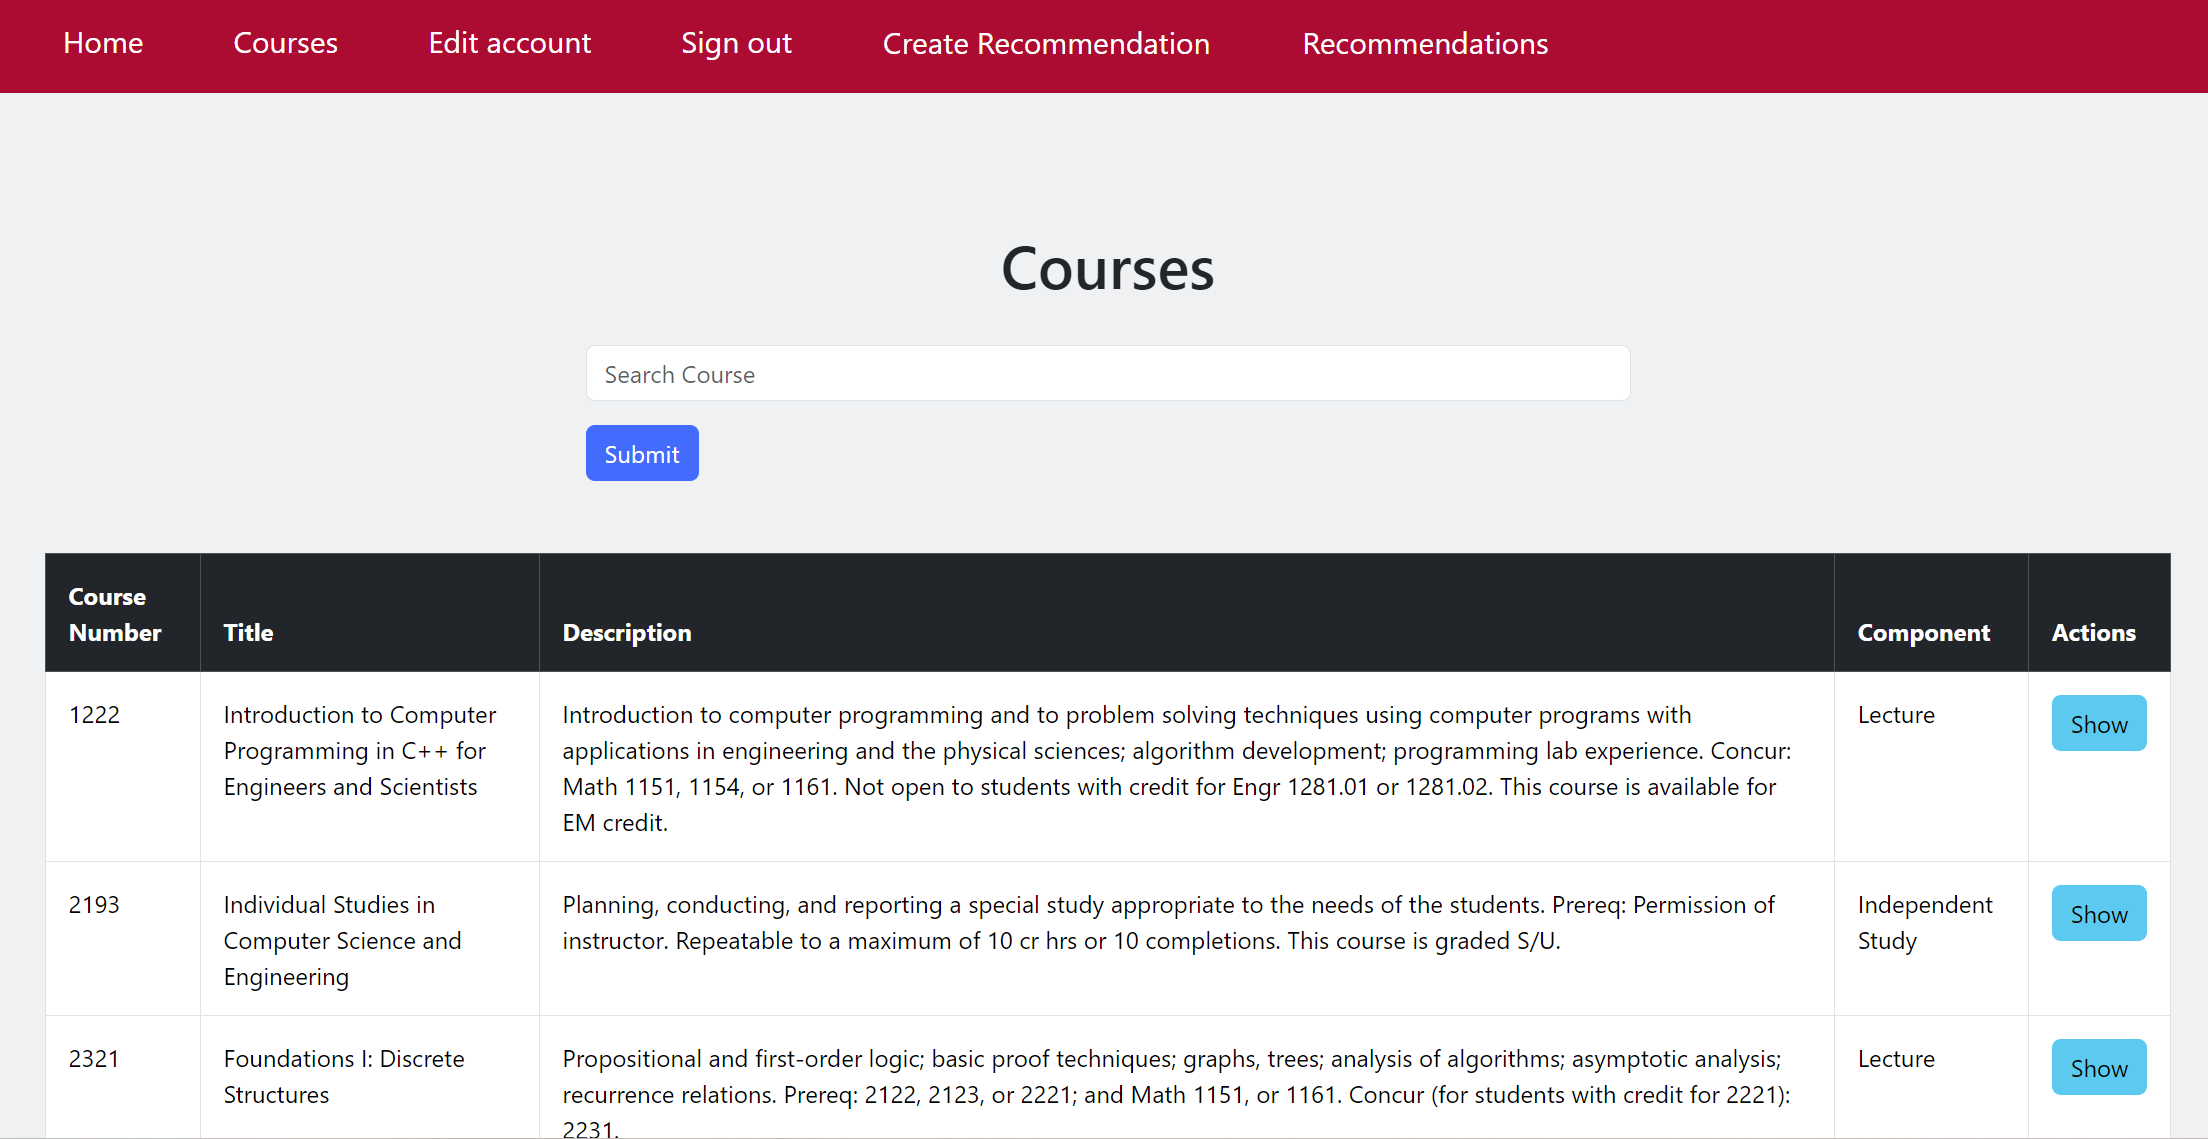 Home Courses Edit account Sign out Create Recommendation Recommendations
Courses
Search Course
Submit
Course
Number
Title
Description
Component
Actions
1222
Introduction to Computer
Programming in C++ for
Engineers and Scientists
Introduction to computer programming and to problem solving techniques using computer programs with
applications in engineering and the physical sciences; algorithm development; programming lab experience. Concur:
Math 1151, 1154, or 1161. Not open to students with credit for Engr 1281.01 or 1281.02. This course is available for
EM credit.
Lecture
Show
2193
Individual Studies in
Computer Science and
Engineering
Planning, conducting, and reporting a special study appropriate to the needs of the students. Prereq: Permission of
instructor. Repeatable to a maximum of 10 cr hrs or 10 completions. This course is graded S/U.
Independent
Study
Show
2321
Foundations I: Discrete
Structures
Propositional and first-order logic; basic proof techniques; graphs, trees; analysis of algorithms; asymptotic analysis;
recurrence relations. Prereq: 2122, 2123, or 2221; and Math 1151, or 1161. Concur (for students with credit for 2221):
2231.
Lecture
Show